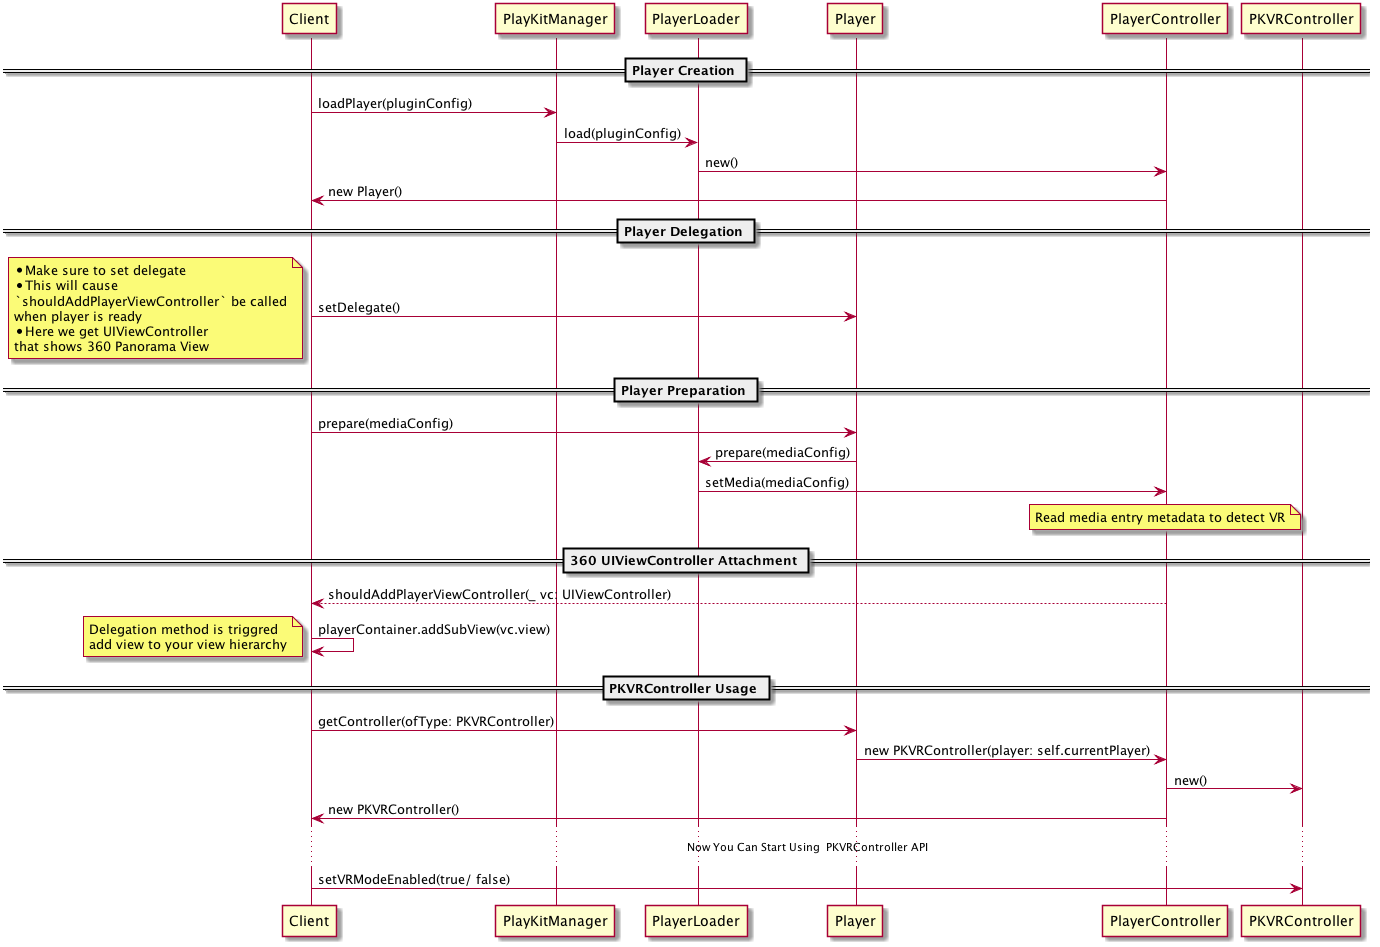 Client
PlayKitManager
PlayerLoader
Player
PlayerController
PKVRController
Player Creation
loadPlayer(pluginConfig)
load(pluginConfig)
new()
new Player()
Player Delegation
•Make sure to set delegate
•This will cause
`shouldAddPlayerViewController` be called
when player is ready
•Here we get UIViewController
that shows 360 Panorama View
setDelegate()
Player Preparation
prepare(mediaConfig)
prepare(mediaConfig)
setMedia(mediaConfig)
Read media entry metadata to detect VR
360 UIViewController Attachment
shouldAddPlayerViewController(_ vc: UIViewController)
Delegation method is triggred
add view to your view hierarchy
playerContainer.addSubView(vc.view)
PKVRController Usage
getController(ofType: PKVRController)
new PKVRController(player: self.currentPlayer)
new()
new PKVRController()
Now You Can Start Using  PKVRController API
setVRModeEnabled(true/ false)
Client
PlayKitManager
PlayerLoader
Player
PlayerController
PKVRController